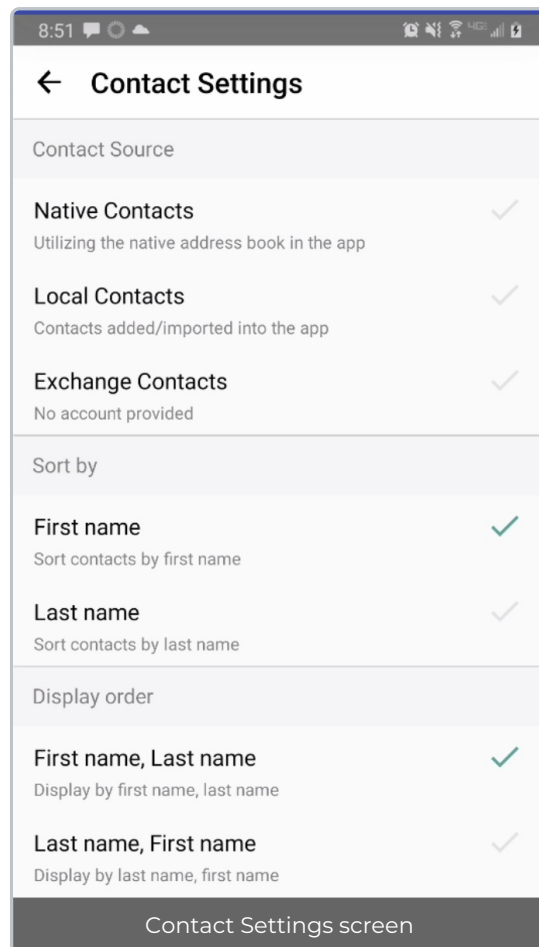 8:51
4GE
Contact Settings
Contact Source
Native Contacts
Utilizing the native address book in the app
Local Contacts
Contacts added/imported into the app
Exchange Contacts
No account provided
Sort by
First name
Sort contacts by first name
Last name
Sort contacts by last name
Display order
First name, Last name
Display by first name, last name
Last name, First name
Display by last name, first name
Contact Settings screen